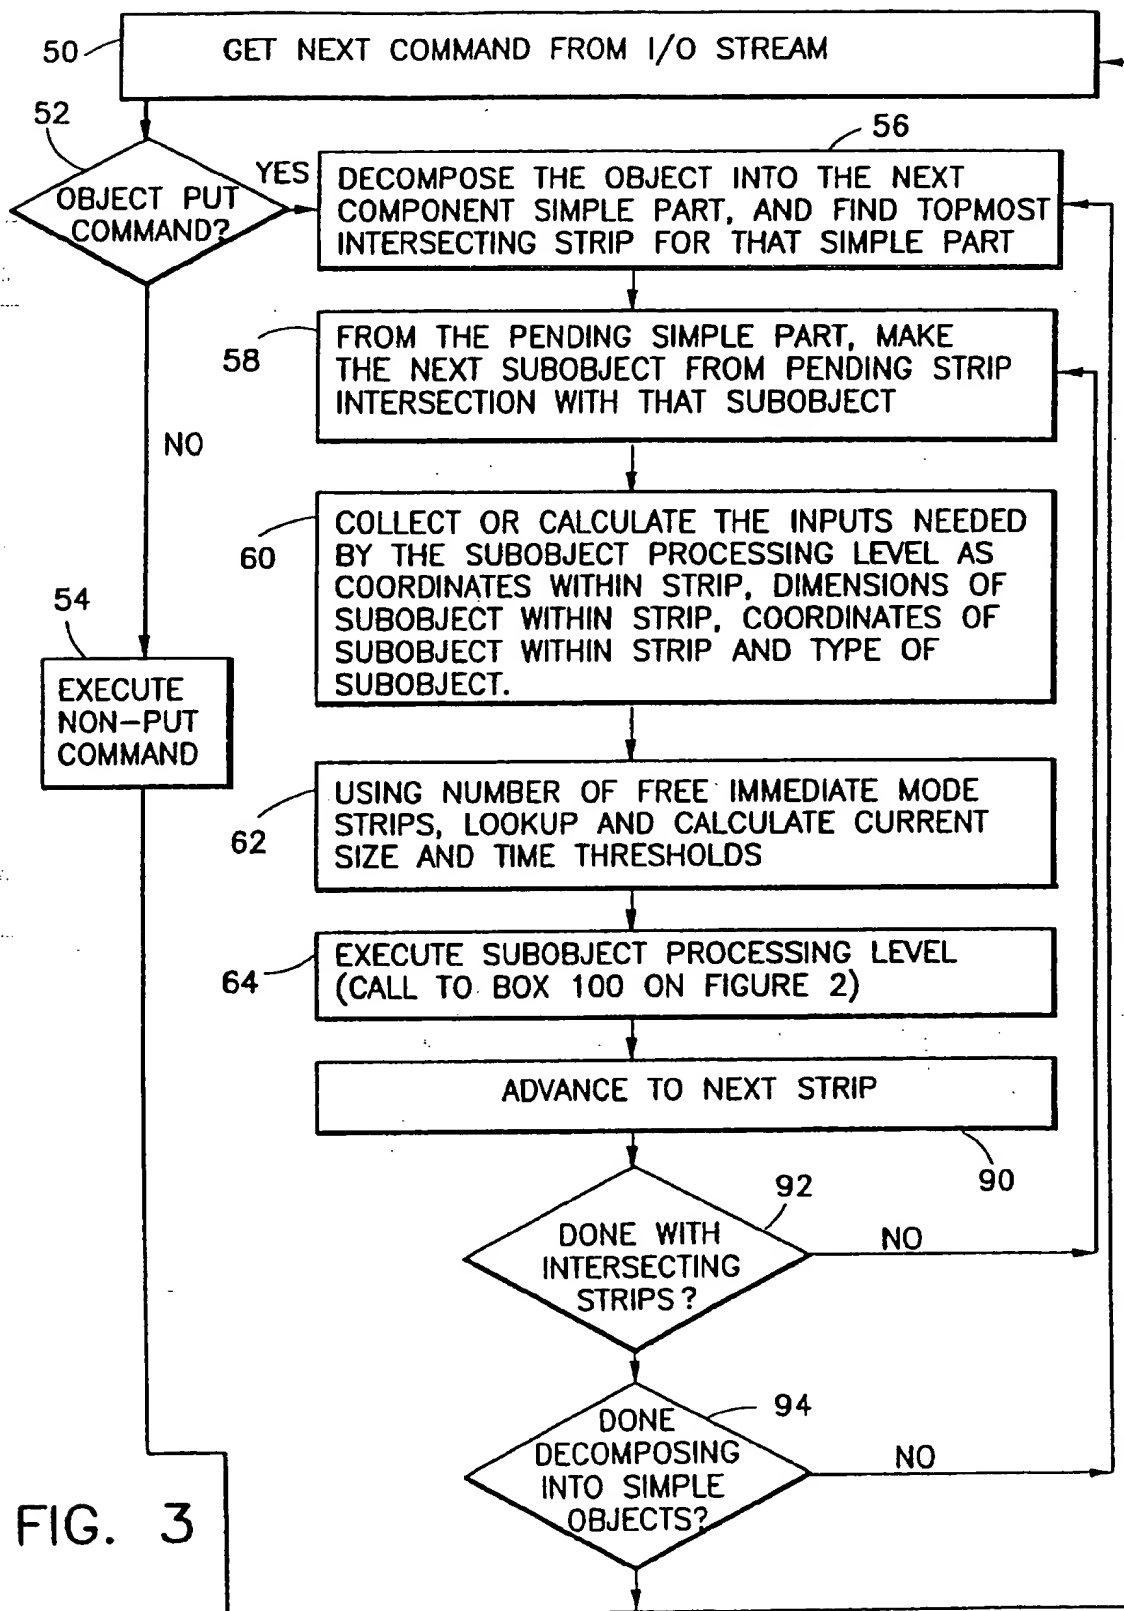 50
GET NEXT COMMAND FROM I/O STREAM
52
OBJECT PUT
COMMAND?
YES
56
DECOMPOSE THE OBJECT INTO THE NEXT
COMPONENT SIMPLE PART, AND FIND TOPMOST
INTERSECTING STRIP FOR THAT SIMPLE PART
58
FROM THE PENDING SIMPLE PART, MAKE
THE NEXT SUBOBJECT FROM PENDING STRIP
INTERSECTION WITH THAT SUBOBJECT
NO
60
COLLECT OR CALCULATE THE INPUTS NEEDED
BY THE SUBOBJECT PROCESSING LEVEL AS
COORDINATES WITHIN STRIP, DIMENSIONS OF
SUBOBJECT WITHIN STRIP, COORDINATES OF
SUBOBJECT WITHIN STRIP AND TYPE OF
SUBOBJECT.
54
EXECUTE
NON-PUT
COMMAND
62
USING NUMBER OF FREE IMMEDIATE MODE
STRIPS, LOOKUP AND CALCULATE CURRENT
SIZE AND TIME THRESHOLDS
64
EXECUTE SUBOBJECT PROCESSING LEVEL
(CALL TO BOX 100 ON FIGURE 2)
ADVANCE TO NEXT STRIP
90
92
DONE WITH
INTERSECTING
STRIPS?
NO
94
DONE
DECOMPOSING
INTO SIMPLE
OBJECTS?
NO
FIG. 3